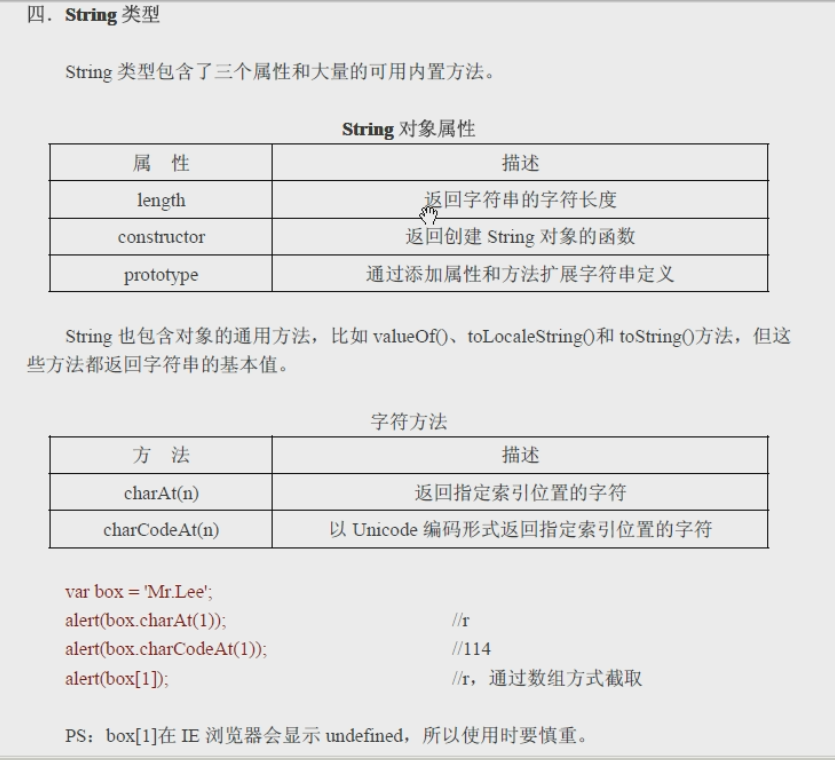 四．String 类型
String 类型包含了三个属性和大量的可用内置方法。
String 对象属性
属 性 描述
length 返回字符串的字符长度
constructor 返回创建 String 对象的函数
prototype 通过添加属性和方法扩展字符串定义
String 也包含对象的通用方法，比如 valueOf()、toLocaleString()和 toString()方法，但这
些方法都返回字符串的基本值。
字符方法
方 法 描述
charAt(n) 返回指定索引位置的字符
charCodeAt(n) 以 Unicode 编码形式返回指定索引位置的字符
var box = 'Mr.Lee';
alert(box.charAt(1)); //r
alert(box.charCodeAt(1)); //114
alert(box[1]); //r，通过数组方式截取
PS：box[1]在 IE 浏览器会显示 undefined，所以使用时要慎重。